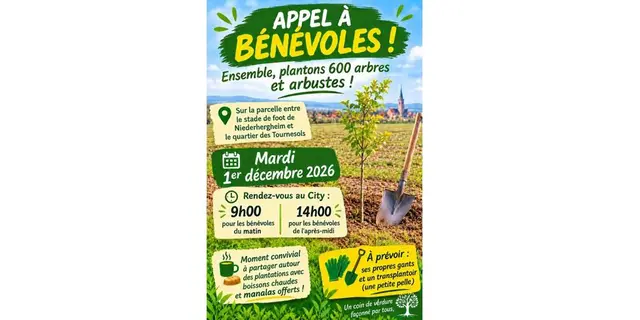 APPEL À
BÉNÉVOLES !
Ensemble, plantons 600 arbres
et arbustes !
Sur la parcelle entre
le stade de foot de
Niederhergheim et
le quartier des Tournesols
Mardi
1er décembre 2026
Rendez-vous au City :
9h00
pour les bénévoles
du matin
14h00
pour les bénévoles
de l'après-midi
Moment convivial
à partager autour
des plantations avec
boissons chaudes
et manalas offerts !
À prévoir :
ses propres gants
et un transplantoir
(une petite pelle)
Un coin de verdure
façonné par tous,